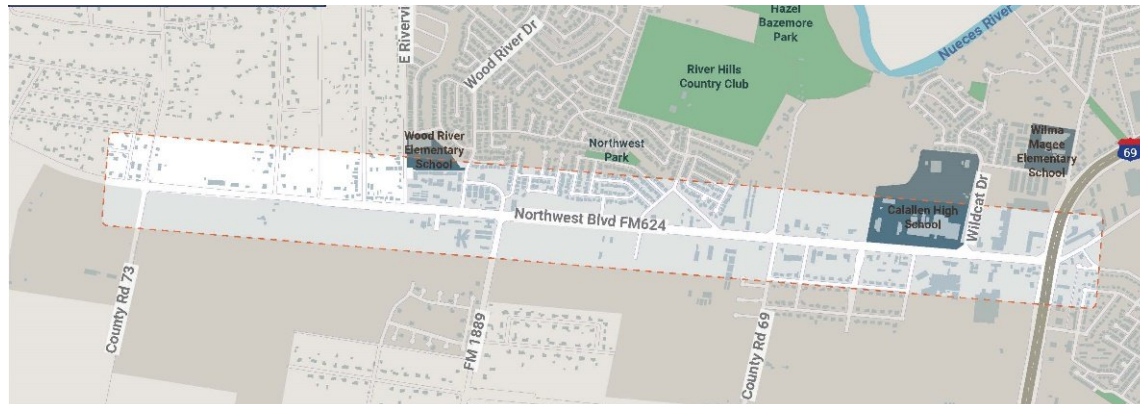 Hazel
Bazemore
Park
Nueces River
Wood River Dr
River Hills
Country Club
Wood River
Elementary
School
Northwest
Park
Wilma
Magee
Elementary
School
69
Calallen High
School
Wildcat Dr
Northwest Blvd FM624
County Rd 73
FM 1889
County Rd 69